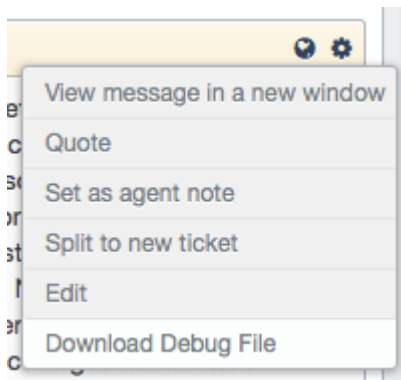 View message in a new window
Quote
Set as agent note
Split to new ticket
Edit
Download Debug File